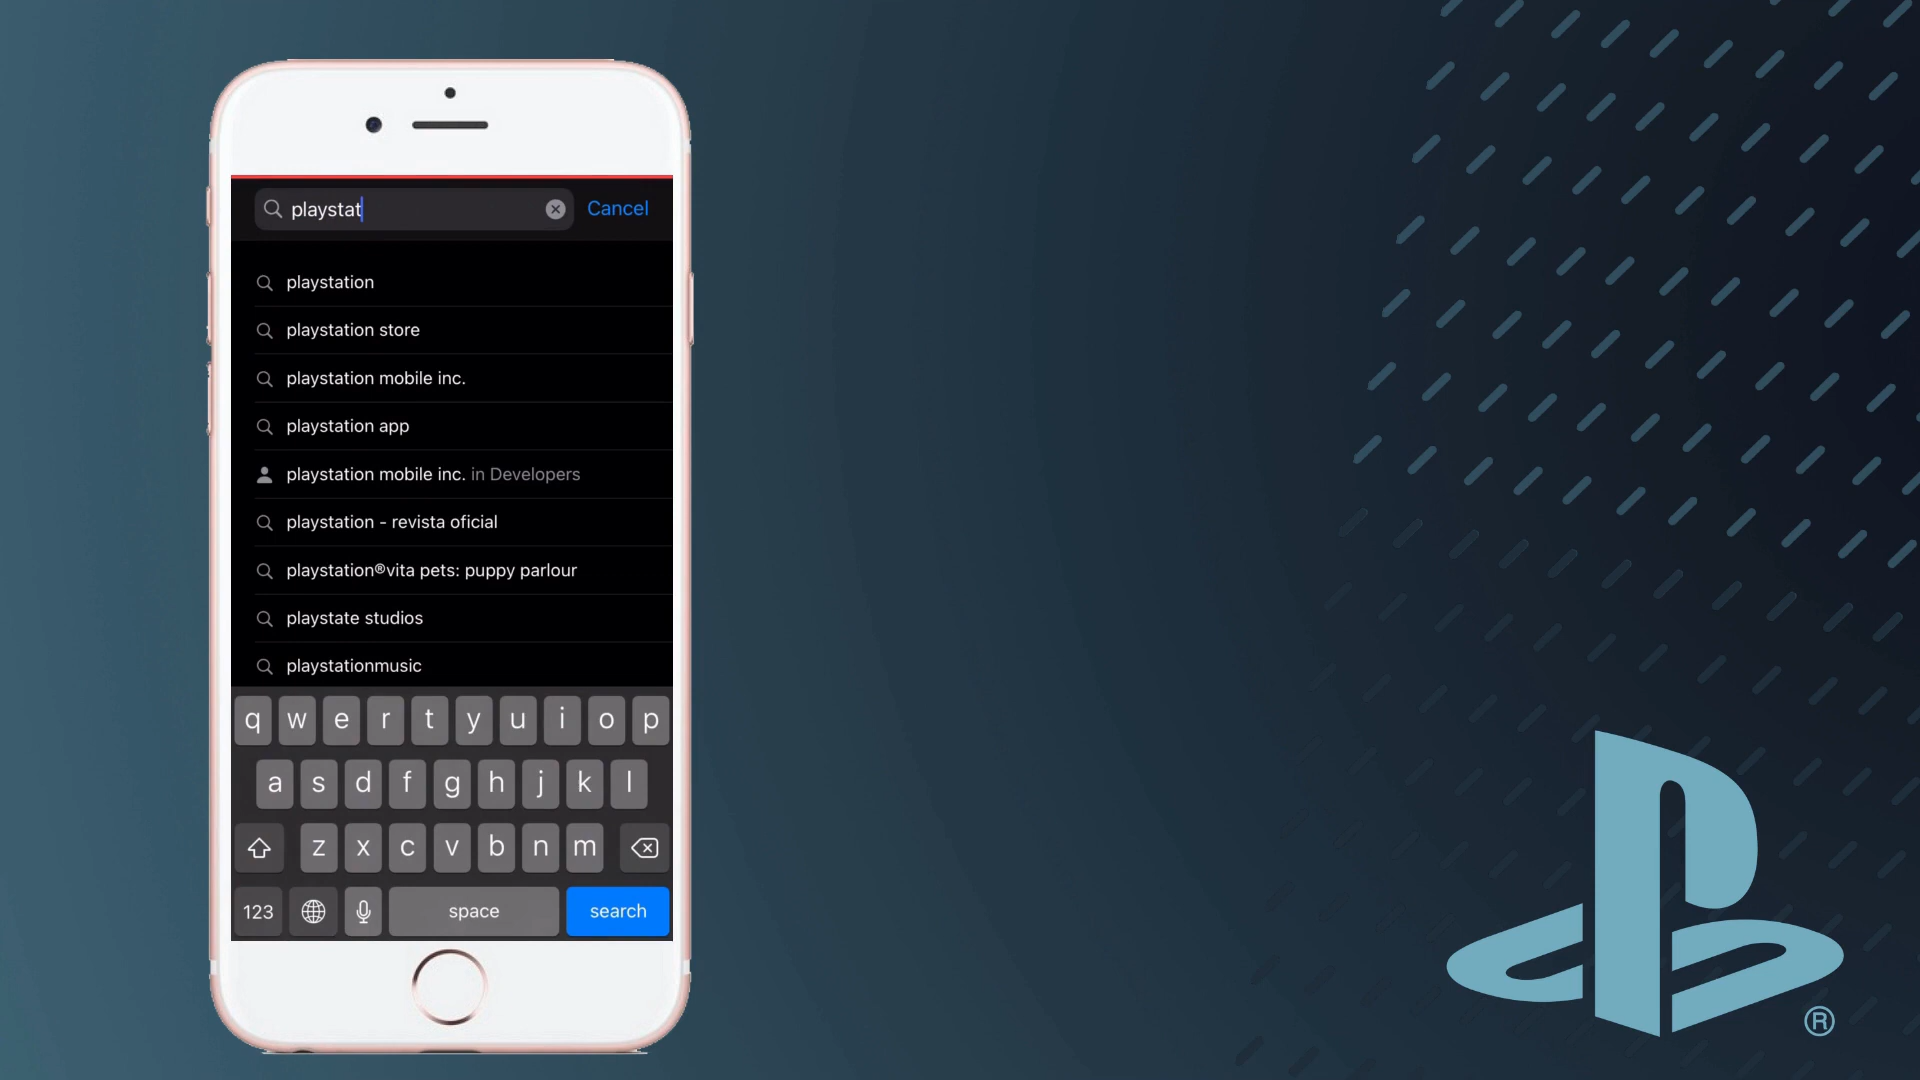 playstat
Cancel
playstation
playstation store
playstation mobile inc.
playstation app
playstation mobile inc. in Developers
playstation - revista oficial
playstation®vita pets: puppy parlour
playstate studios
playstationmusic
q w e r t y u i o p
a s d f g h j k l
z x c v b n m
123 space search
®